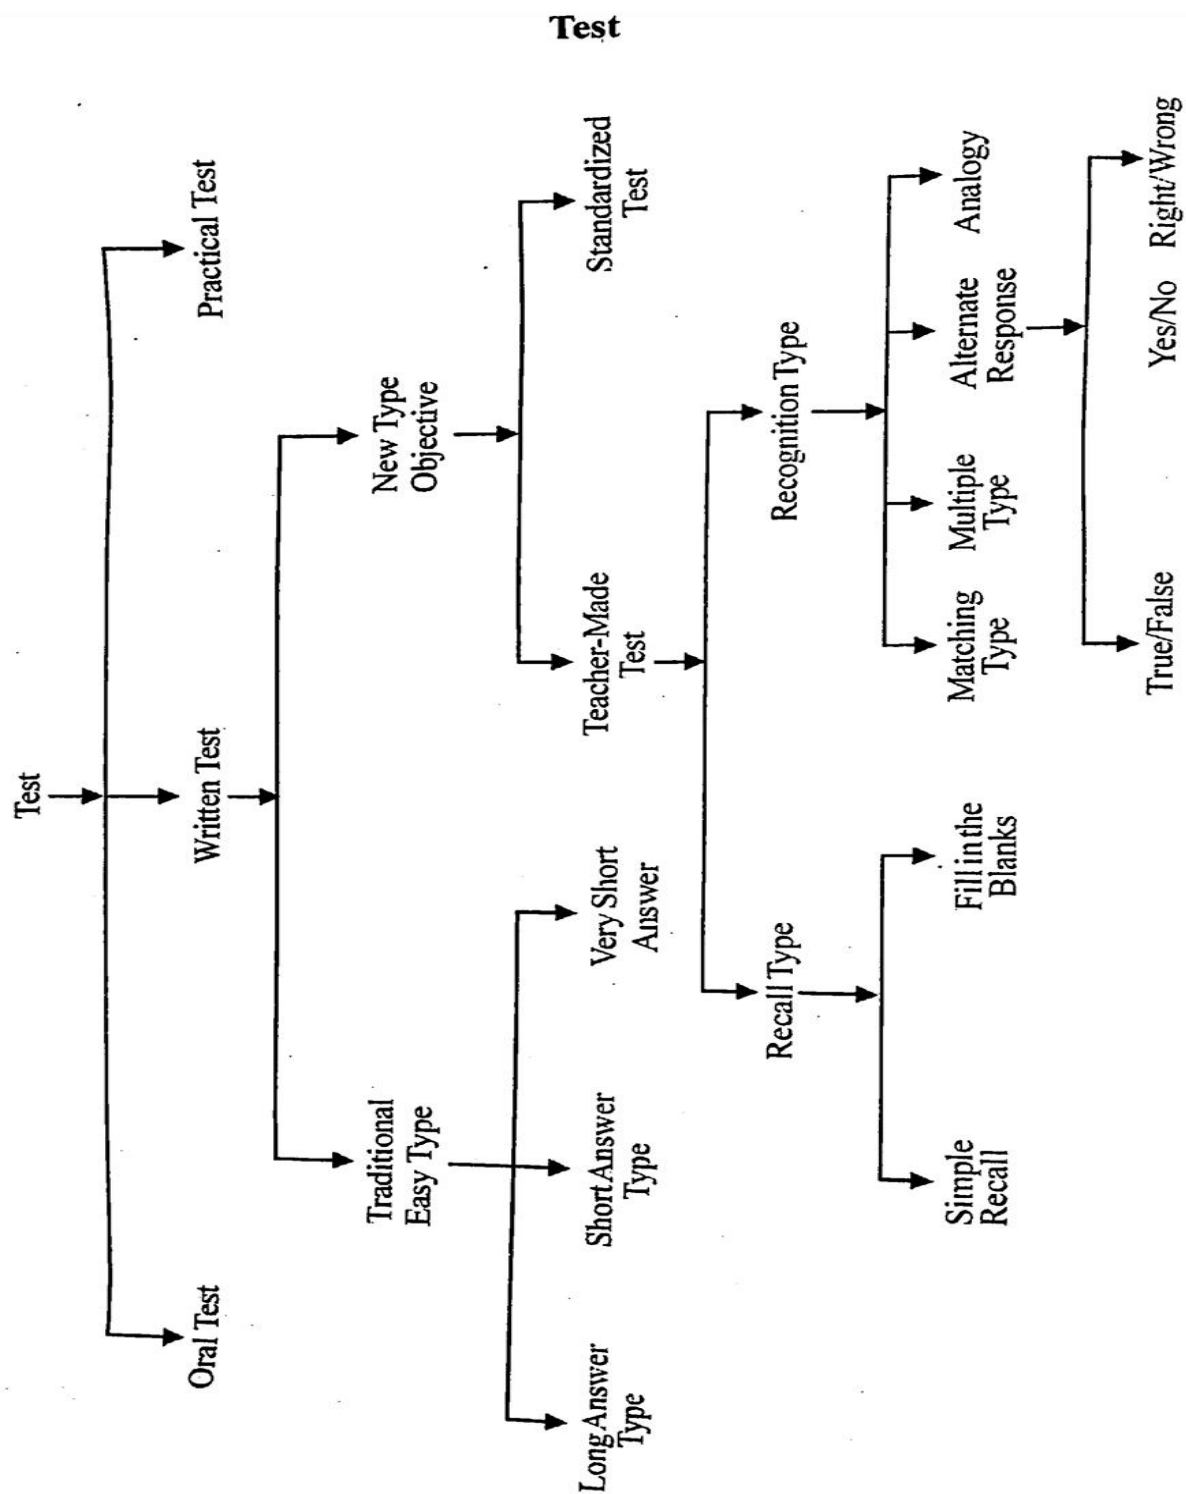 Test
Test
Oral Test
Written Test
Practical Test
Traditional
Easy Type
New Type
Objective
Long Answer
Type
Short Answer
Type
Very Short
Answer
Teacher-Made
Test
Standardized
Test
Recall Type
Recognition Type
Simple
Recall
Fill in the
Blanks
Matching
Type
Multiple
Type
Alternate
Response
Analogy
True/False
Yes/No
Right/Wrong